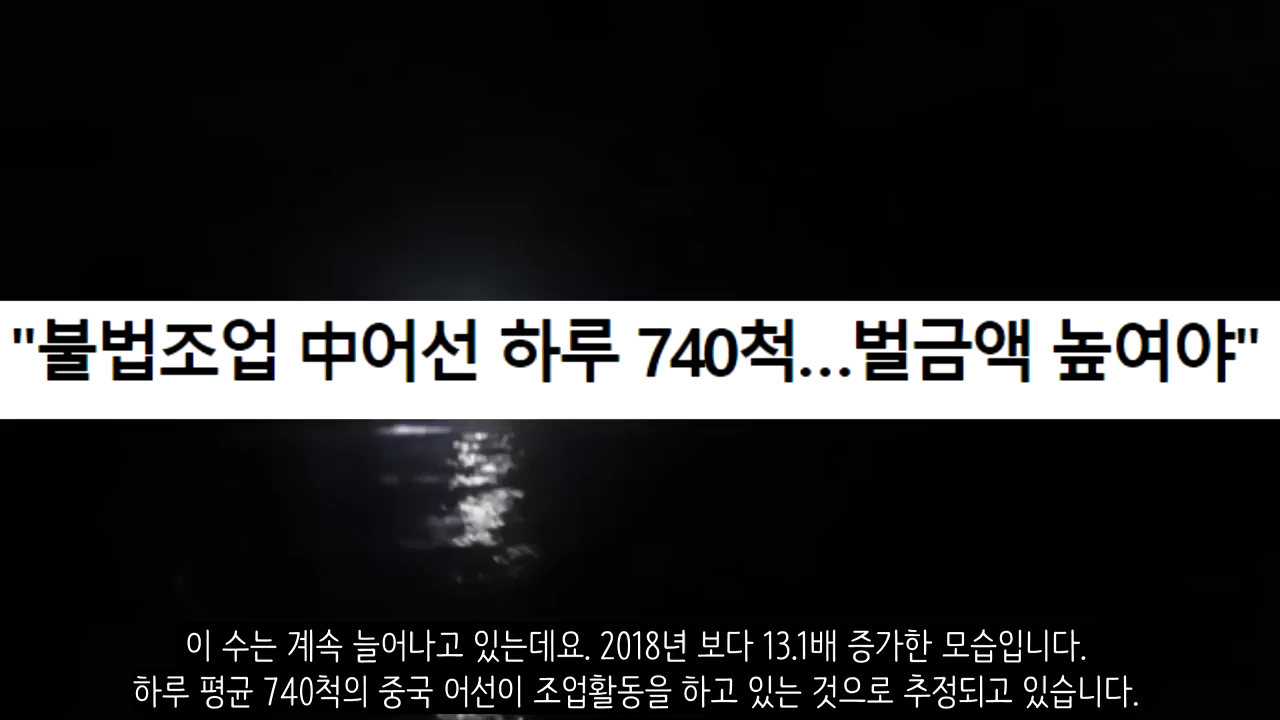 "불법조업 中어선 하루 740척...벌금액 높여야"
이 수는 계속 늘어나고 있는데요. 2018년 보다 13.1배 증가한 모습입니다.
하루 평균 740척의 중국 어선이 조업활동을 하고 있는 것으로 추정되고 있습니다.